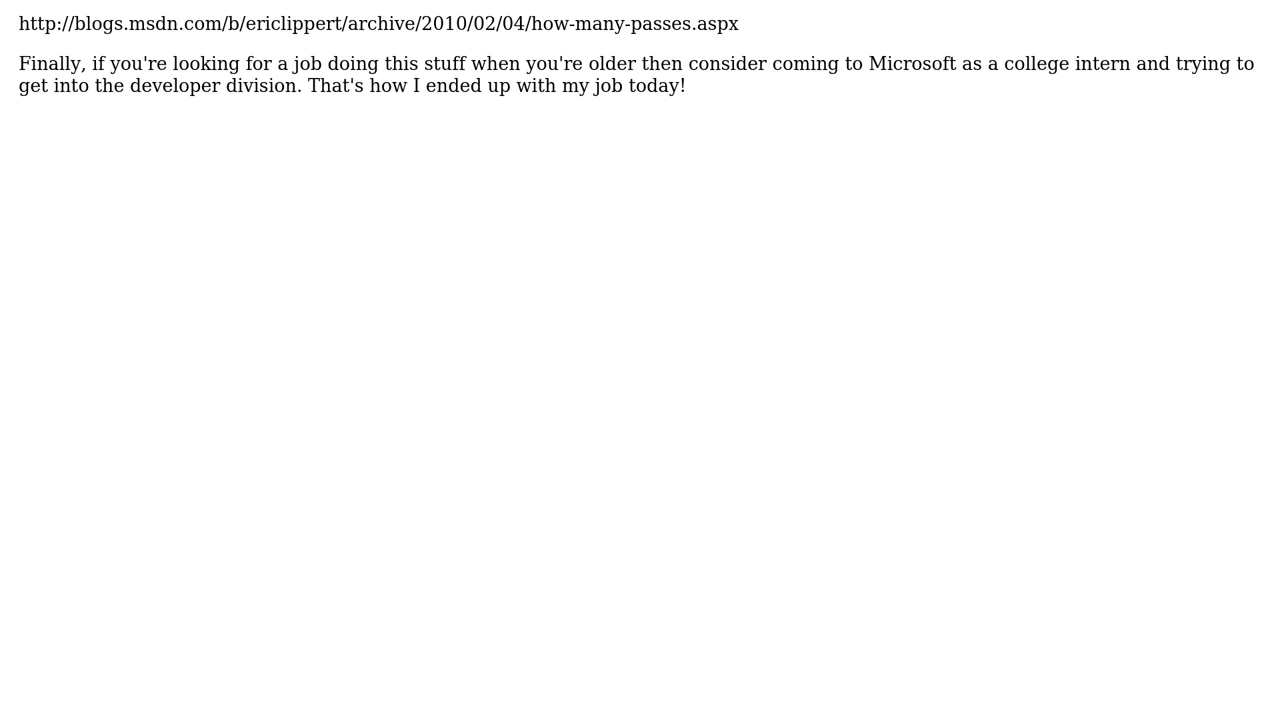 http://blogs.msdn.com/b/ericlippert/archive/2010/02/04/how-many-passes.aspx
Finally, if you're looking for a job doing this stuff when you're older then consider coming to Microsoft as a college intern and trying to
get into the developer division. That's how I ended up with my job today!